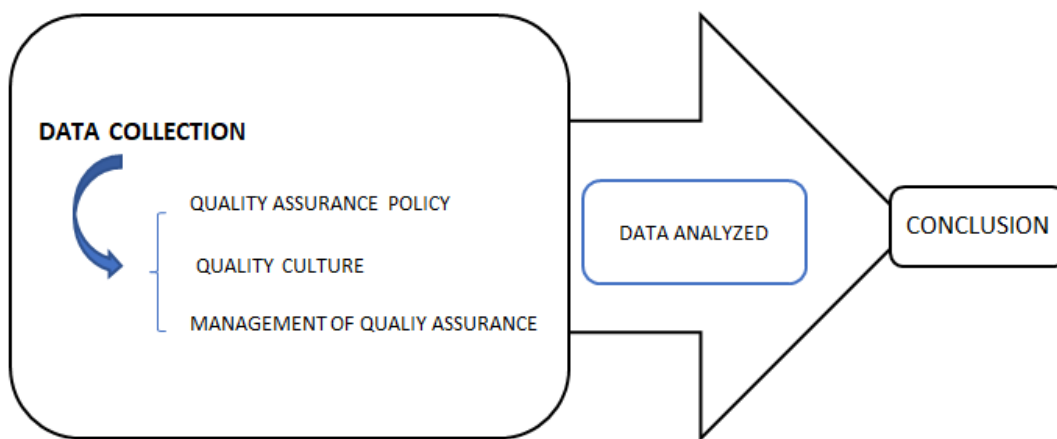 DATA COLLECTION
QUALITY ASSURANCE POLICY
QUALITY CULTURE
MANAGEMENT OF QUALIY ASSURANCE
DATA ANALYZED
CONCLUSION